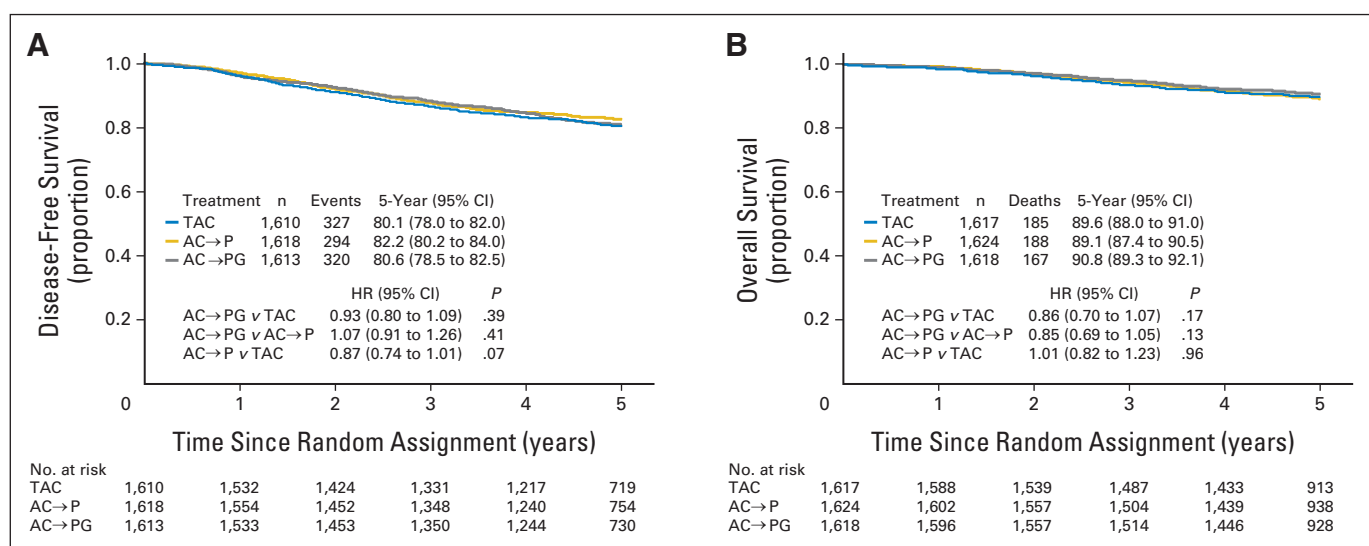 A
Disease-Free Survival
(proportion)
1.0
0.8
0.6
0.4
0.2
Treatment n Events 5-Year (95% CI)
TAC 1,610 327 80.1 (78.0 to 82.0)
AC→P 1,618 294 82.2 (80.2 to 84.0)
AC→PG 1,613 320 80.6 (78.5 to 82.5)
HR (95% CI) P
AC→PG v TAC 0.93 (0.80 to 1.09) .39
AC→PG v AC→P 1.07 (0.91 to 1.26) .41
AC→P v TAC 0.87 (0.74 to 1.01) .07
0 1 2 3 4 5
Time Since Random Assignment (years)
No. at risk
TAC 1,610 1,532 1,424 1,331 1,217 719
AC→P 1,618 1,554 1,452 1,348 1,240 754
AC→PG 1,613 1,533 1,453 1,350 1,244 730
B
Overall Survival
(proportion)
1.0
0.8
0.6
0.4
0.2
Treatment n Deaths 5-Year (95% CI)
TAC 1,617 185 89.6 (88.0 to 91.0)
AC→P 1,624 188 89.1 (87.4 to 90.5)
AC→PG 1,618 167 90.8 (89.3 to 92.1)
HR (95% CI) P
AC→PG v TAC 0.86 (0.70 to 1.07) .17
AC→PG v AC→P 0.85 (0.69 to 1.05) .13
AC→P v TAC 1.01 (0.82 to 1.23) .96
0 1 2 3 4 5
Time Since Random Assignment (years)
No. at risk
TAC 1,617 1,588 1,539 1,487 1,433 913
AC→P 1,624 1,602 1,557 1,504 1,439 938
AC→PG 1,618 1,596 1,557 1,514 1,446 928